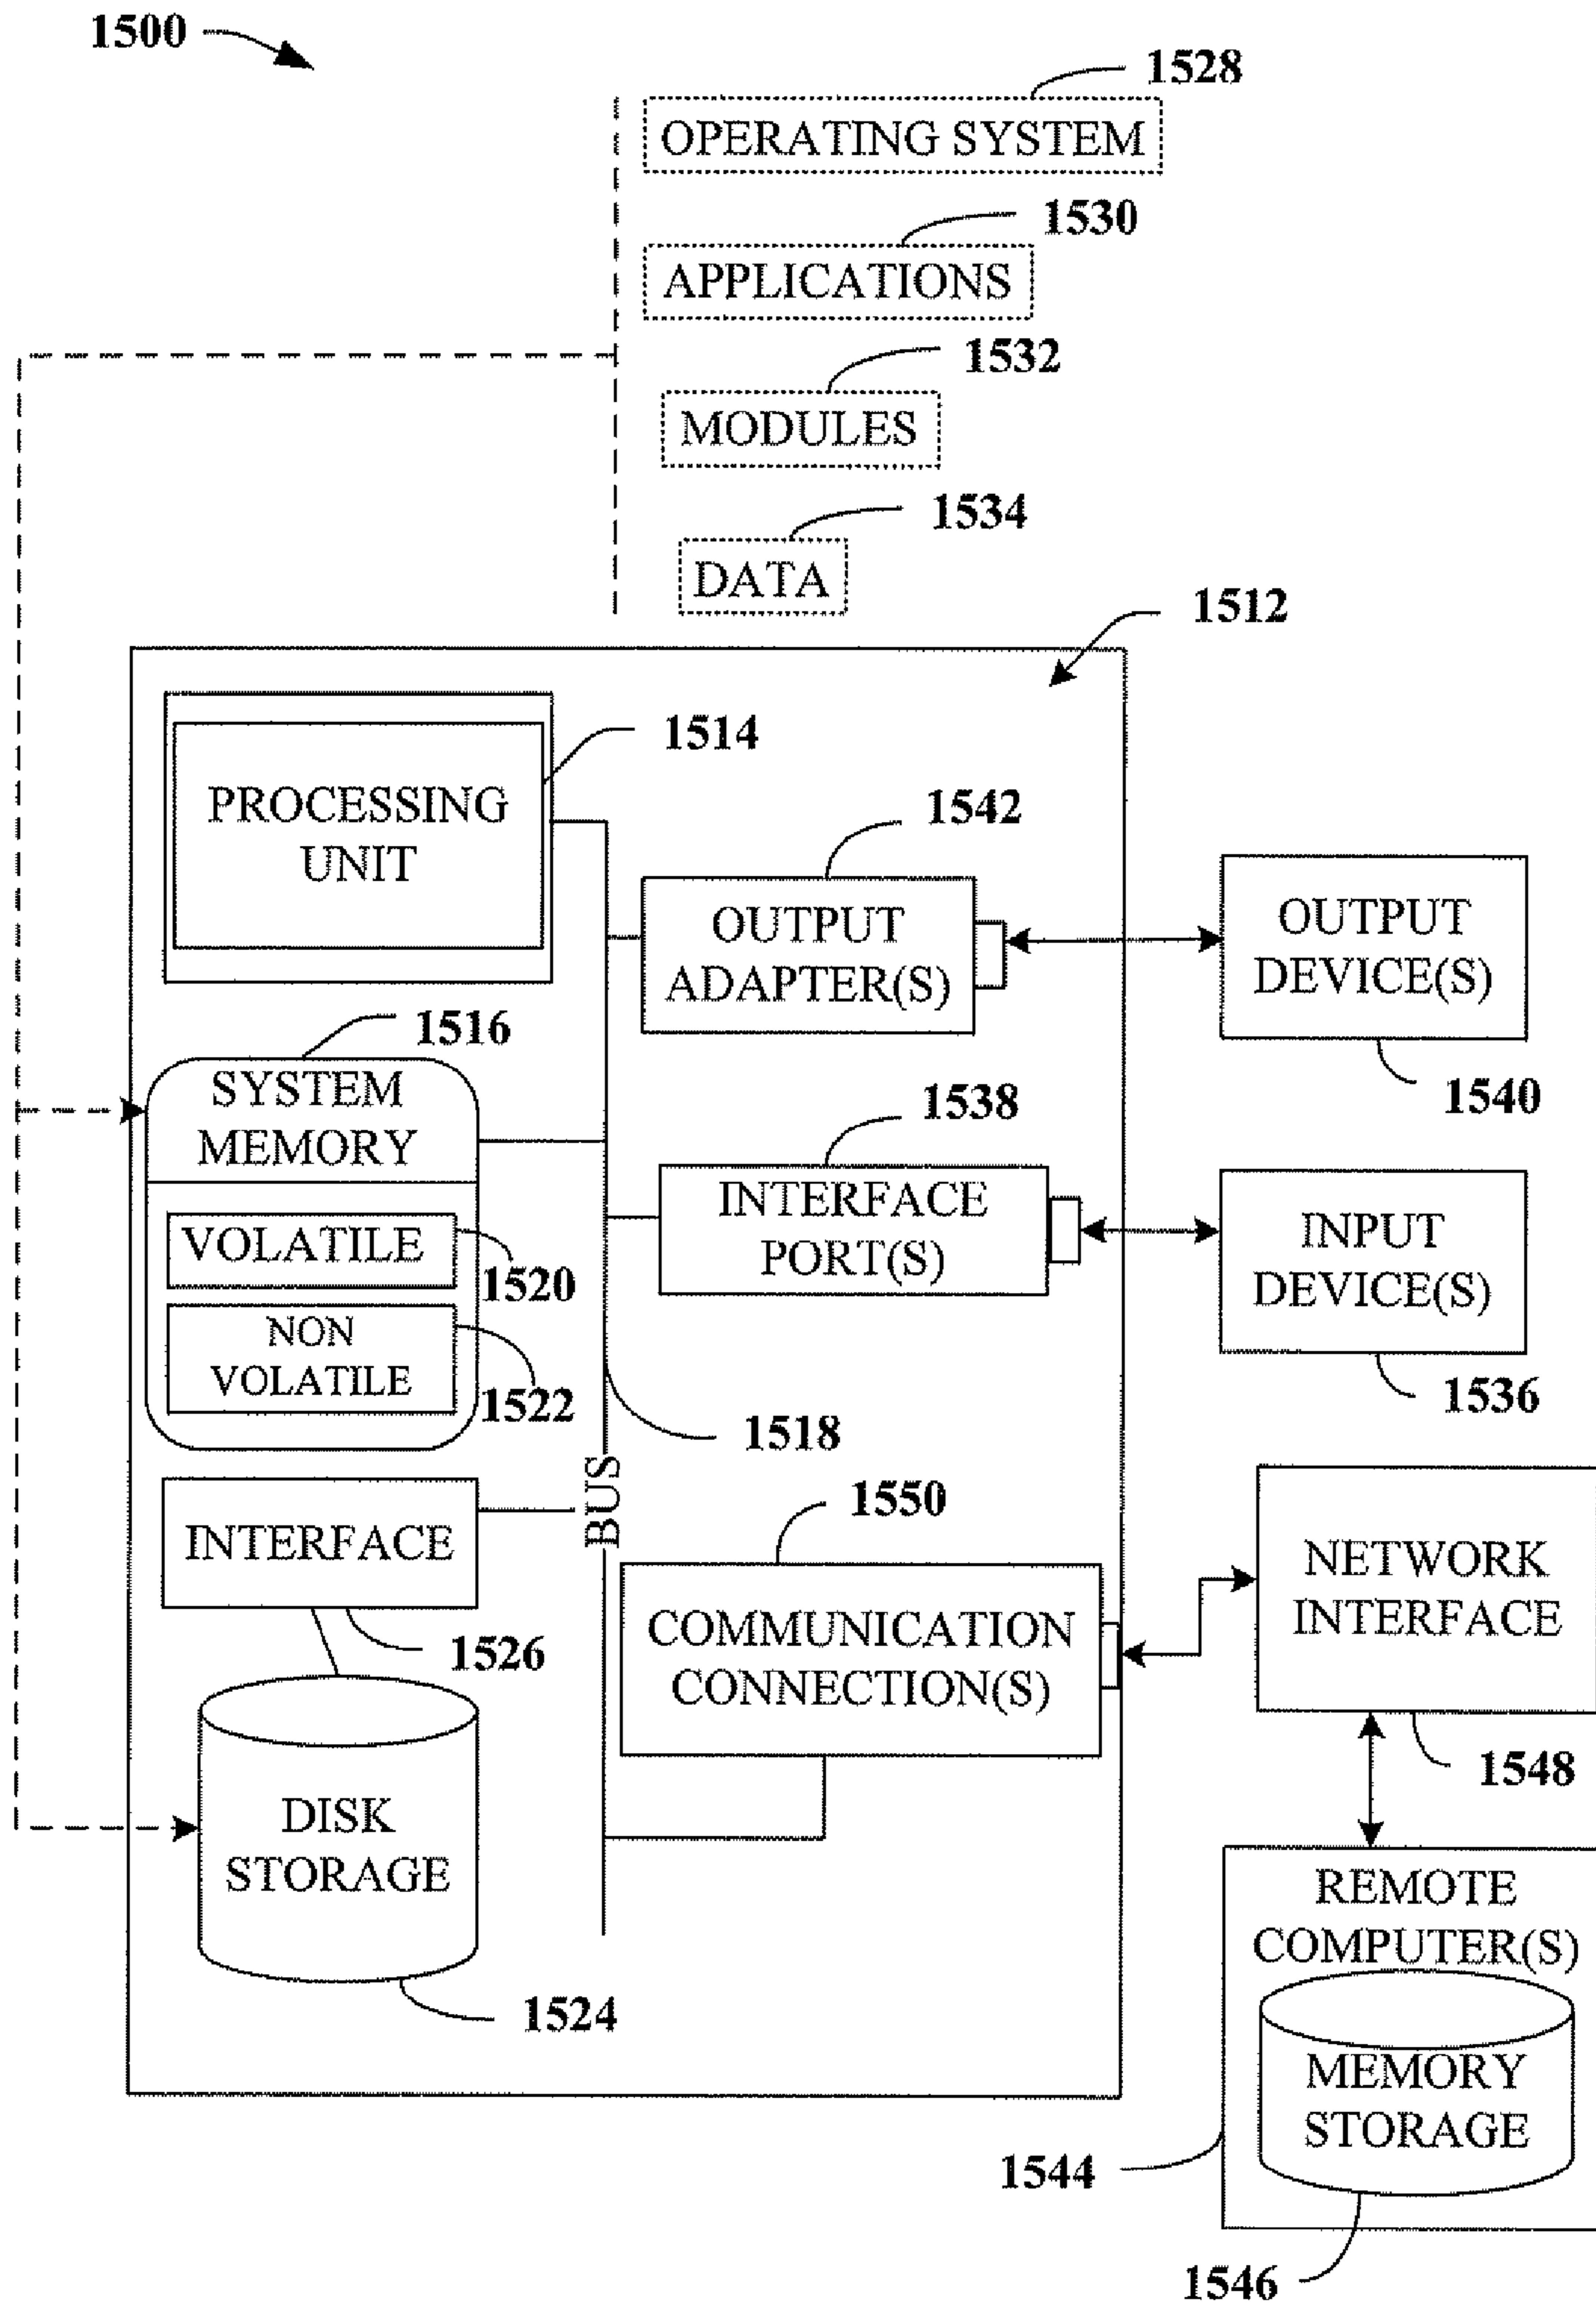 1500
1528
OPERATING SYSTEM
1530
APPLICATIONS
1532
MODULES
1534
DATA
1512
PROCESSING
UNIT
1514
1542
OUTPUT
ADAPTER(S)
OUTPUT
DEVICE(S)
1540
1516
SYSTEM
MEMORY
VOLATILE
1520
NON
VOLATILE
1522
1538
INTERFACE
PORT(S)
INPUT
DEVICE(S)
1536
1518
BUS
INTERFACE
1526
1550
COMMUNICATION
CONNECTION(S)
NETWORK
INTERFACE
1548
DISK
STORAGE
1524
REMOTE
COMPUTER(S)
MEMORY
STORAGE
1544
1546